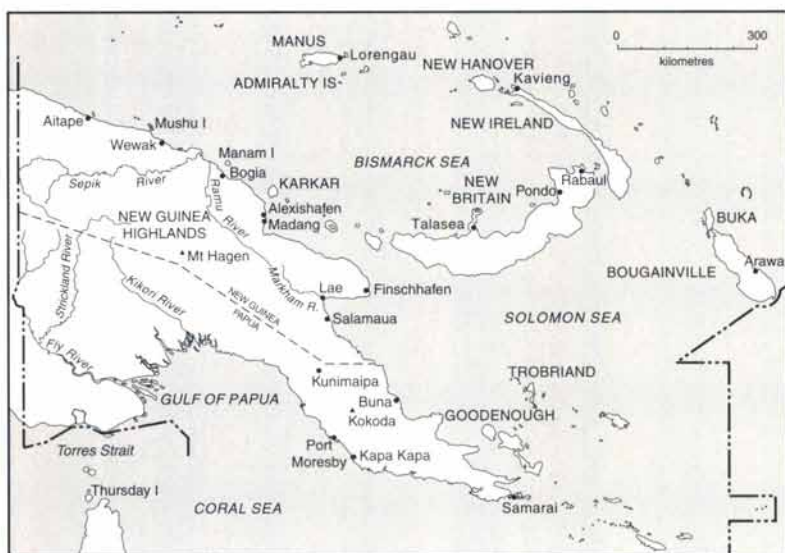 MANUS
Lorengau
ADMIRALTY IS
NEW HANOVER
Kavieng
0 300
kilometres
NEW IRELAND
Aitape
Mushu I
Wewak
Manam I
Bogia
BISMARCK SEA
Sepik River
KARKAR
Ramu River
NEW BRITAIN
Rabaul
Pondo
Talasea
NEW GUINEA
HIGHLANDS
Alexishafen
Madang
BUKA
Arawa
BOUGAINVILLE
Strickland River
Mt Hagen
Kikori River
Markham R.
Lae
Finschhafen
NEW GUINEA
PAPUA
Salamaua
SOLOMON SEA
Fly River
GULF OF PAPUA
Kunimaipa
Buna
Kokoda
TROBRIAND
GOODENOUGH
Torres Strait
Port
Moresby
Kapa Kapa
Thursday I
CORAL SEA
Samarai